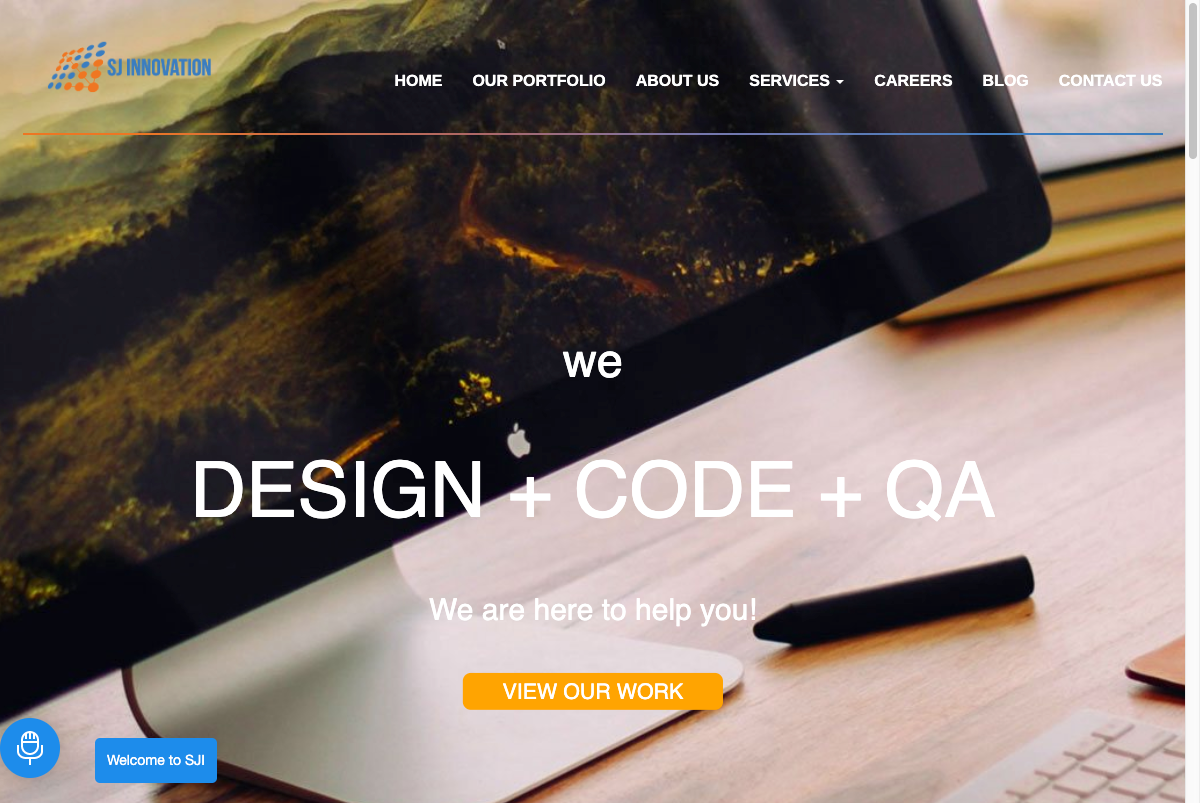 SJ INNOVATION
HOME OUR PORTFOLIO ABOUT US SERVICES CAREERS BLOG CONTACT US
we
DESIGN + CODE + QA
We are here to help you!
VIEW OUR WORK
Welcome to SJI